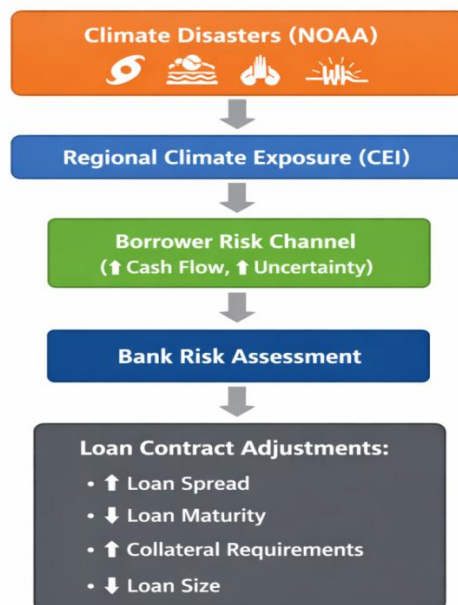 Climate Disasters (NOAA)
Regional Climate Exposure (CEI)
Borrower Risk Channel
(⬆ Cash Flow, ⬆ Uncertainty)
Bank Risk Assessment
Loan Contract Adjustments:
• ⬆ Loan Spread
• ⬇ Loan Maturity
• ⬆ Collateral Requirements
• ⬇ Loan Size